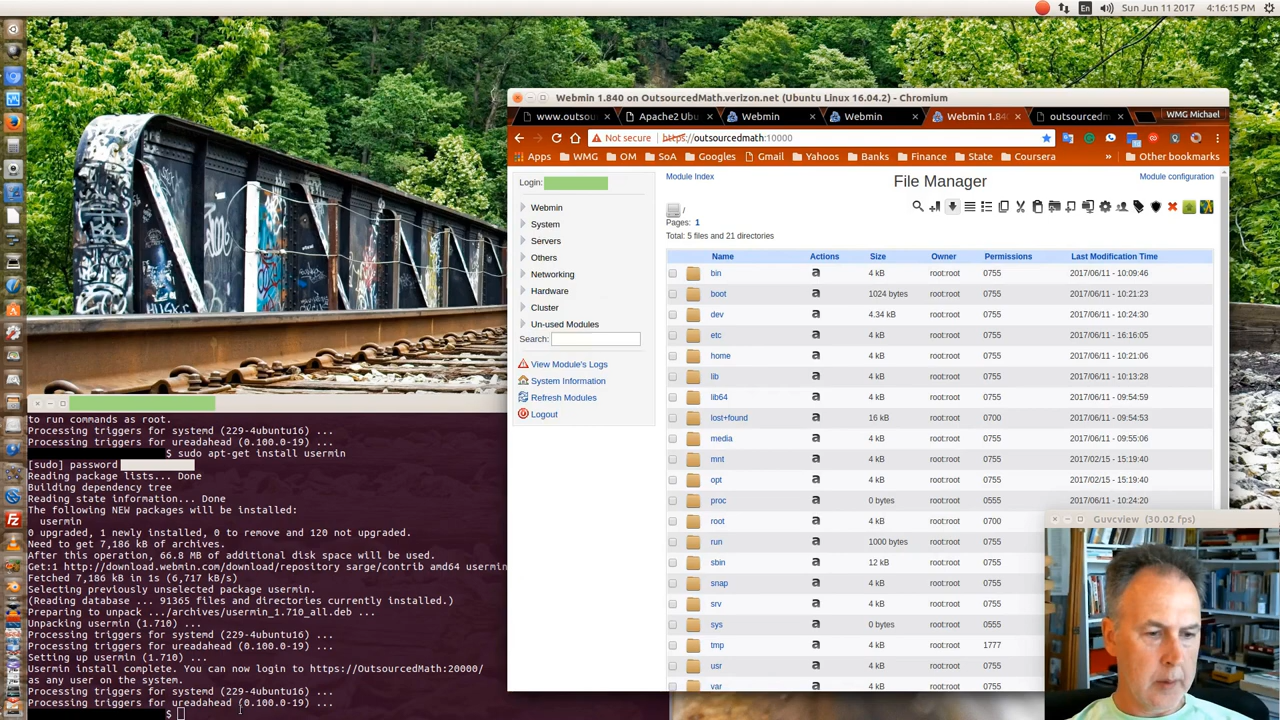 En Sun Jun 11 2017 4:16:15 PM
Webmin 1.840 on OutsourcedMath.verizon.net (Ubuntu Linux 16.04.2) - Chromium
www.outsou Apache2 Ubu Webmin Webmin Webmin 1.84 outsourcedm WMG Michael
Not secure https://outsourcedmath:10000
Apps WMG OM SoA Googles Gmail Yahoos Banks Finance State Coursera » Other bookmarks
Login:
Webmin
System
Servers
Others
Networking
Hardware
Cluster
Un-used Modules
Search:
View Module's Logs
System Information
Refresh Modules
Logout
Module Index File Manager Module configuration
/
Pages: 1
Total: 5 files and 21 directories
Name Actions Size Owner Permissions Last Modification Time
bin a 4 kB root:root 0755 2017/06/11 - 10:09:46
boot a 1024 bytes root:root 0755 2017/06/11 - 10:21:23
dev a 4.34 kB root:root 0755 2017/06/11 - 10:24:30
etc a 4 kB root:root 0755 2017/06/11 - 16:16:05
home a 4 kB root:root 0755 2017/06/11 - 10:21:06
lib a 4 kB root:root 0755 2017/06/11 - 10:13:28
lib64 a 4 kB root:root 0755 2017/06/11 - 09:54:59
lost+found a 16 kB root:root 0700 2017/06/11 - 09:54:53
media a 4 kB root:root 0755 2017/06/11 - 09:55:06
mnt a 4 kB root:root 0755 2017/02/15 - 15:19:40
opt a 4 kB root:root 0755 2017/02/15 - 15:19:40
proc a 0 bytes root:root 0555 2017/06/11 - 10:24:20
root a 4 kB root:root 0700
run a 1000 bytes root:root 0755
sbin a 12 kB root:root 0755
snap a 4 kB root:root 0755
srv a 4 kB root:root 0755
sys a 0 bytes root:root 0555
tmp a 4 kB root:root 1777
usr a 4 kB root:root 0755
var a 4 kB root:root 0755
to run commands as root.
Processing triggers for systemd (229-4ubuntu16) ...
Processing triggers for ureadahead (0.100.0-19) ...
$ sudo apt-get install usermin
[sudo] password
Reading package lists... Done
Building dependency tree
Reading state information... Done
The following NEW packages will be installed:
usermin
0 upgraded, 1 newly installed, 0 to remove and 120 not upgraded.
Need to get 7,186 kB of archives.
After this operation, 66.8 MB of additional disk space will be used.
Get:1 http://download.webmin.com/download/repository sarge/contrib amd64 usermin
Fetched 7,186 kB in 1s (6,717 kB/s)
Selecting previously unselected package usermin.
(Reading database ... 91365 files and directories currently installed.)
Preparing to unpack .../archives/usermin_1.710_all.deb ...
Unpacking usermin (1.710) ...
Processing triggers for systemd (229-4ubuntu16) ...
Processing triggers for ureadahead (0.100.0-19) ...
Setting up usermin (1.710) ...
Usermin install complete. You can now login to https://OutsourcedMath:20000/
as any user on the system.
Processing triggers for systemd (229-4ubuntu16) ...
Processing triggers for ureadahead (0.100.0-19) ...
$
Guvcview (30.02 fps)